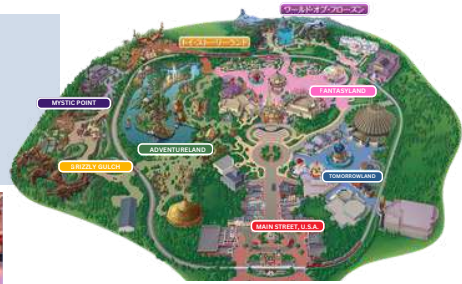 ワールド・オブ・フローズン
トイ・ストーリーランド
FANTASYLAND
MYSTIC POINT
ADVENTURELAND
GRIZZLY GULCH
TOMORROWLAND
MAIN STREET, U.S.A.